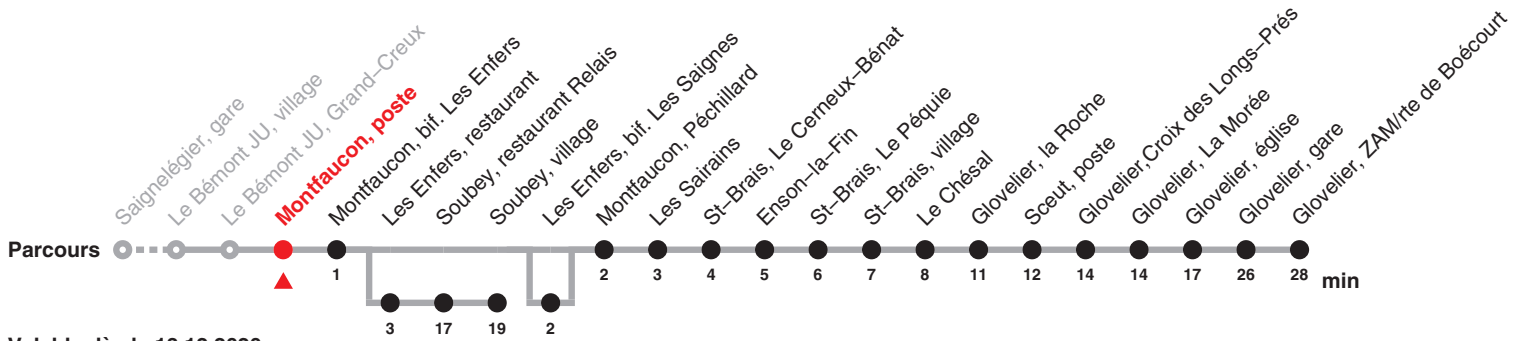 Saignelégier, gare
Le Bémont JU, village
Le Bémont JU, Grand–Creux
Montfaucon, poste
Montfaucon, bif. Les Enfers
Les Enfers, restaurant
Soubey, restaurant Relais
Soubey, village
Les Enfers, bif. Les Saignes
Montfaucon, Péchillard
Les Sairains
St–Brais, Le Cerneux–Bénat
Enson–la–Fin
St–Brais, Le Péquie
St–Brais, village
Le Chésal
Glovelier, la Roche
Sceut, poste
Glovelier,Croix des Longs–Prés
Glovelier, La Morée
Glovelier, église
Glovelier, gare
Glovelier, ZAM/rte de Boécourt
Parcours
1 2 3 4 5 6 7 8 11 12 14 14 17 26 28 min
3 17 19 2